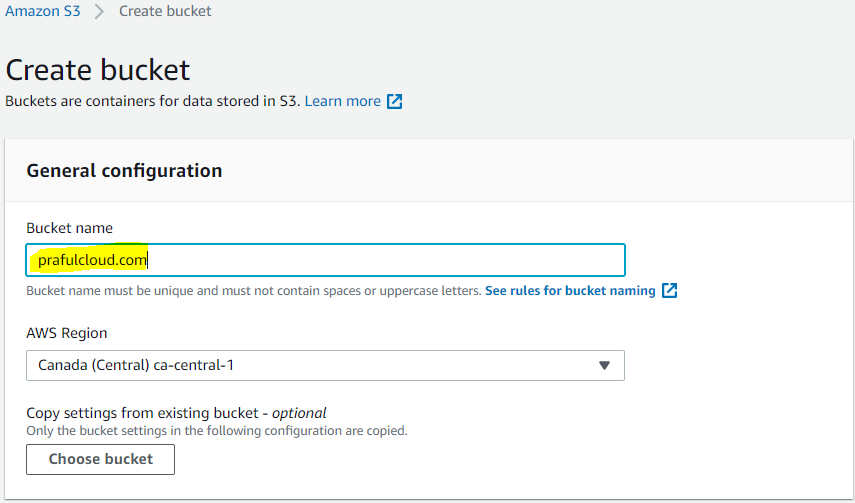 Amazon S3 > Create bucket
Create bucket
Buckets are containers for data stored in S3. Learn more
General configuration
Bucket name
prafulcloud.com
Bucket name must be unique and must not contain spaces or uppercase letters. See rules for bucket naming
AWS Region
Canada (Central) ca-central-1
Copy settings from existing bucket - optional
Only the bucket settings in the following configuration are copied.
Choose bucket